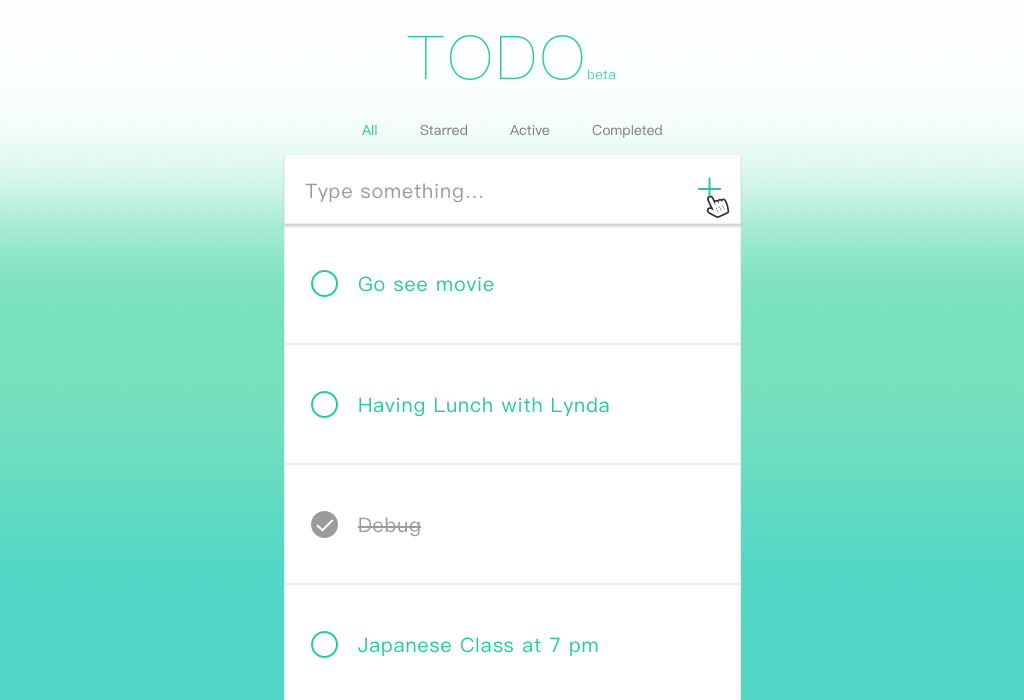 TODO beta
All Starred Active Completed
Type something...
Go see movie
Having Lunch with Lynda
Debug
Japanese Class at 7 pm